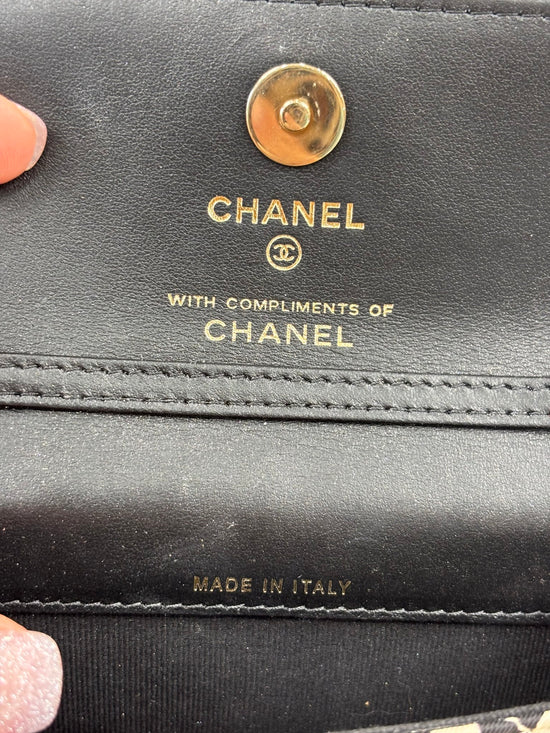 CHANEL
WITH COMPLIMENTS OF
CHANEL
MADE IN ITALY